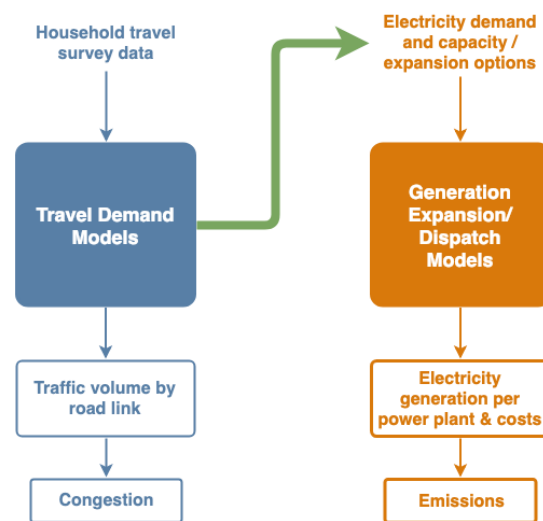 Household travel
survey data
Travel Demand
Models
Traffic volume by
road link
Congestion
Electricity demand
and capacity /
expansion options
Generation
Expansion/
Dispatch
Models
Electricity
generation per
power plant & costs
Emissions